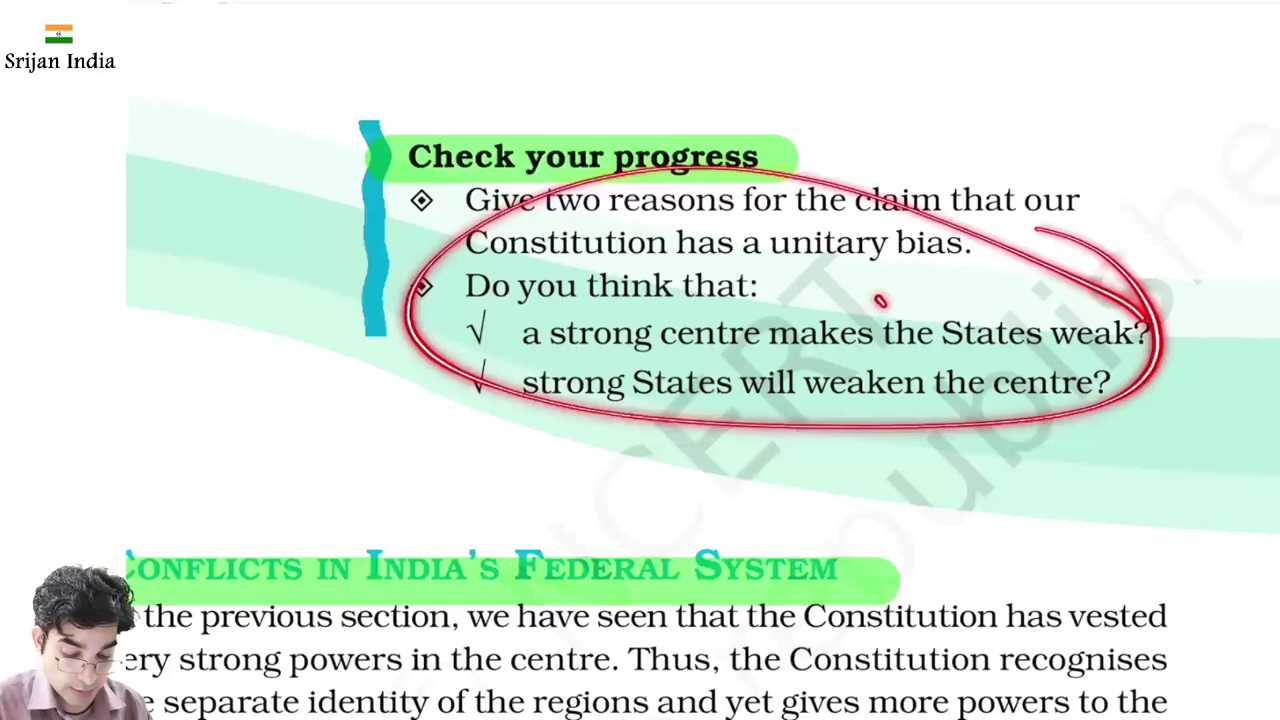 Srijan India
Check your progress
Give two reasons for the claim that our
Constitution has a unitary bias.
Do you think that:
√ a strong centre makes the States weak?
√ strong States will weaken the centre?
CONFLICTS IN INDIA'S FEDERAL SYSTEM
the previous section, we have seen that the Constitution has vested
ery strong powers in the centre. Thus, the Constitution recognises
separate identity of the regions and yet gives more powers to the
NCERT
republishe